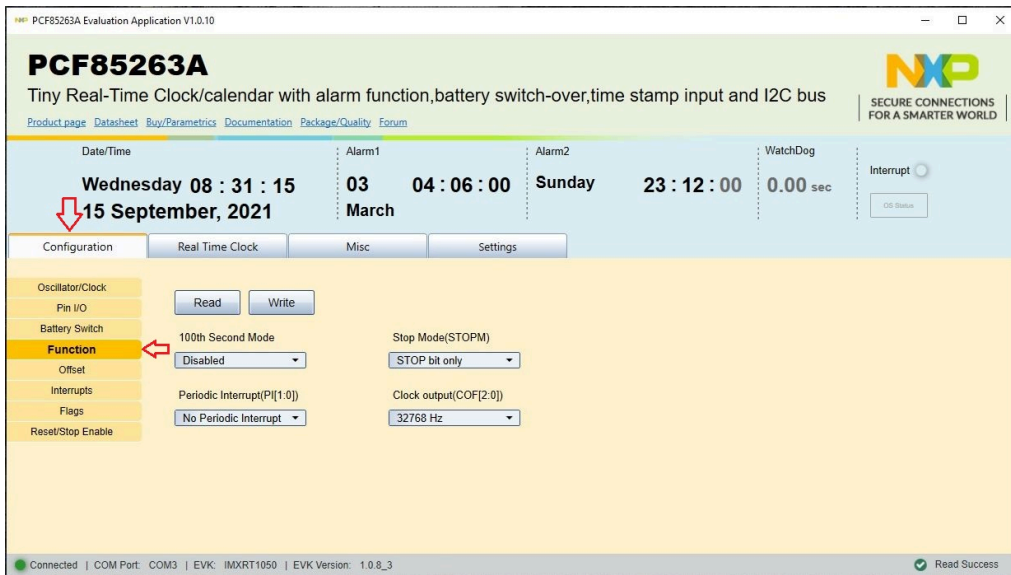 NXP PCF85263A Evaluation Application V1.0.10
PCF85263A
Tiny Real-Time Clock/calendar with alarm function,battery switch-over,time stamp input and I2C bus
Product page Datasheet Buy/Parametrics Documentation Package/Quality Forum
NXP
SECURE CONNECTIONS
FOR A SMARTER WORLD
Date/Time
Wednesday 08 : 31 : 15
15 September, 2021
Alarm1
03 04 : 06 : 00
March
Alarm2
Sunday 23 : 12 : 00
WatchDog
0.00 sec
Interrupt
OS Status
Configuration Real Time Clock Misc Settings
Oscillator/Clock
Pin I/O
Battery Switch
Function
Offset
Interrupts
Flags
Reset/Stop Enable
Read Write
100th Second Mode
Disabled
Stop Mode(STOPM)
STOP bit only
Periodic Interrupt(PI[1:0])
No Periodic Interrupt
Clock output(COF[2:0])
32768 Hz
Connected | COM Port: COM3 | EVK: IMXRT1050 | EVK Version: 1.0.8_3
Read Success